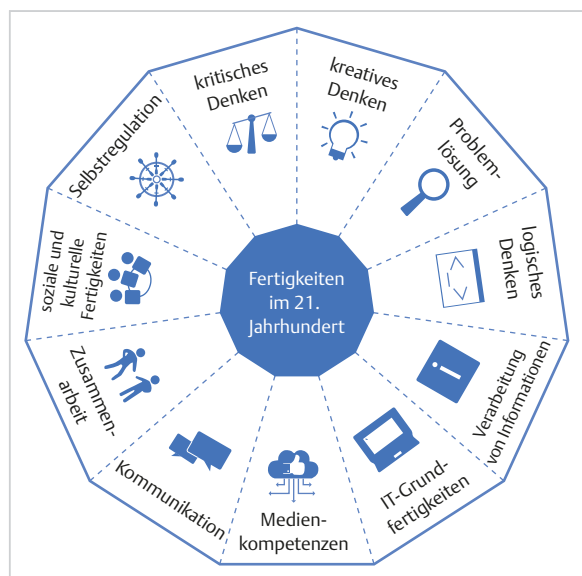 kritisches
Denken
kreatives
Denken
Problem-
lösung
logisches
Denken
Verarbeitung
von Informationen
IT-Grund-
fertigkeiten
Medien-
kompetenzen
Kommunikation
Zusammen-
arbeit
soziale und
kulturelle
Fertigkeiten
Selbstregulation
Fertigkeiten
im 21.
Jahrhundert